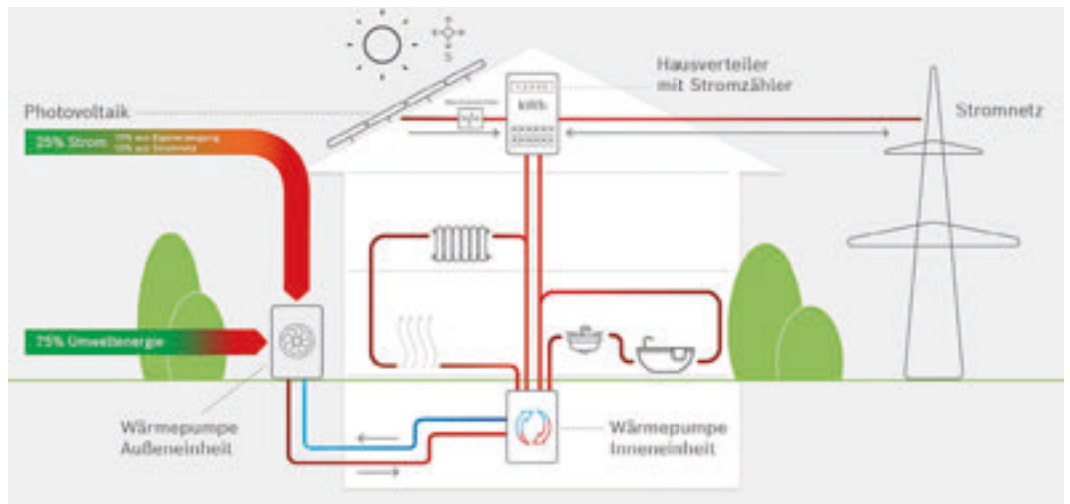 S
Hausverteiler
mit Stromzähler
kWh
Photovoltaik
Stromnetz
25% Strom
75% Umweltenergie
Wärmepumpe
Außeneinheit
Wärmepumpe
Inneneinheit